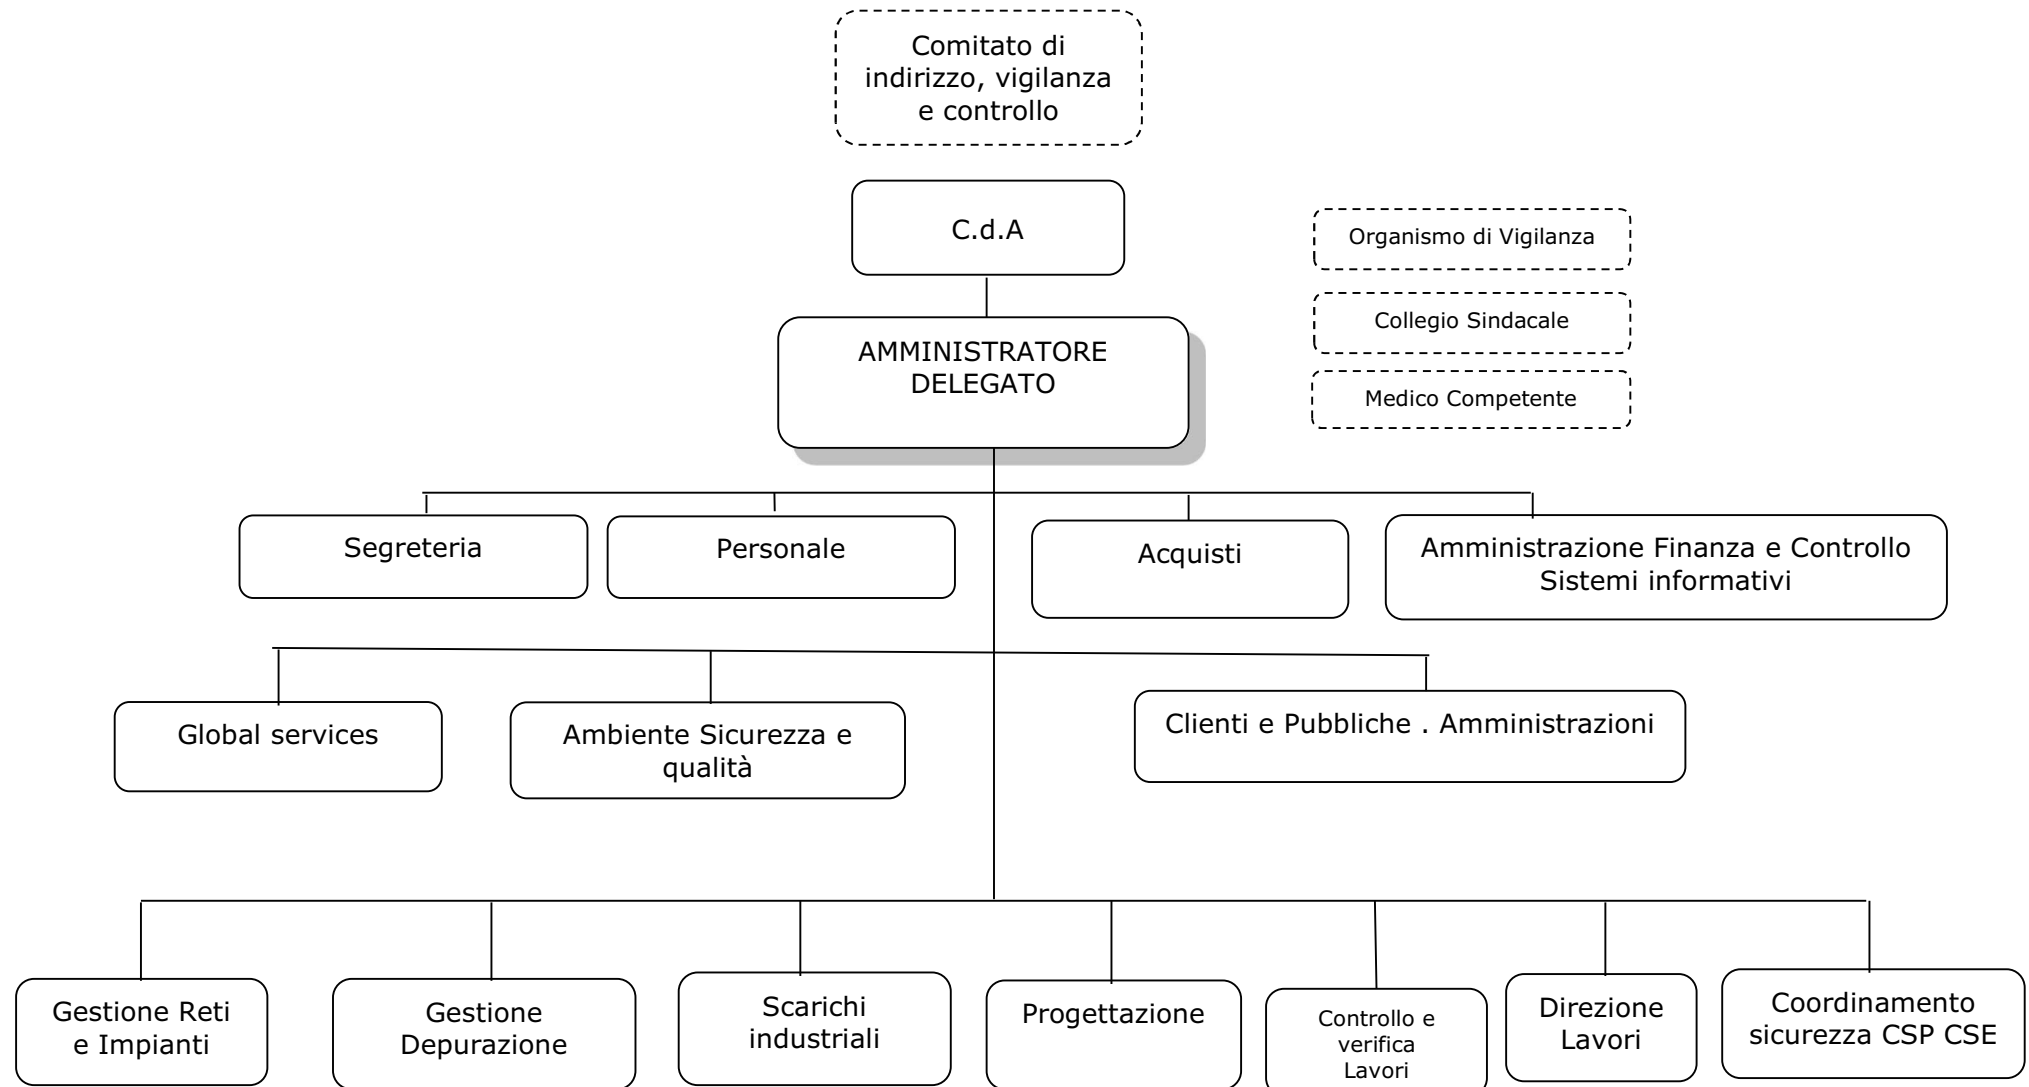 Comitato di
indirizzo, vigilanza
e controllo
C.d.A
Organismo di Vigilanza
Collegio Sindacale
AMMINISTRATORE
DELEGATO
Medico Competente
Segreteria
Personale
Acquisti
Amministrazione Finanza e Controllo
Sistemi informativi
Global services
Ambiente Sicurezza e
qualità
Clienti e Pubbliche . Amministrazioni
Gestione Reti
e Impianti
Gestione
Depurazione
Scarichi
industriali
Progettazione
Controllo e
verifica
Lavori
Direzione
Lavori
Coordinamento
sicurezza CSP CSE